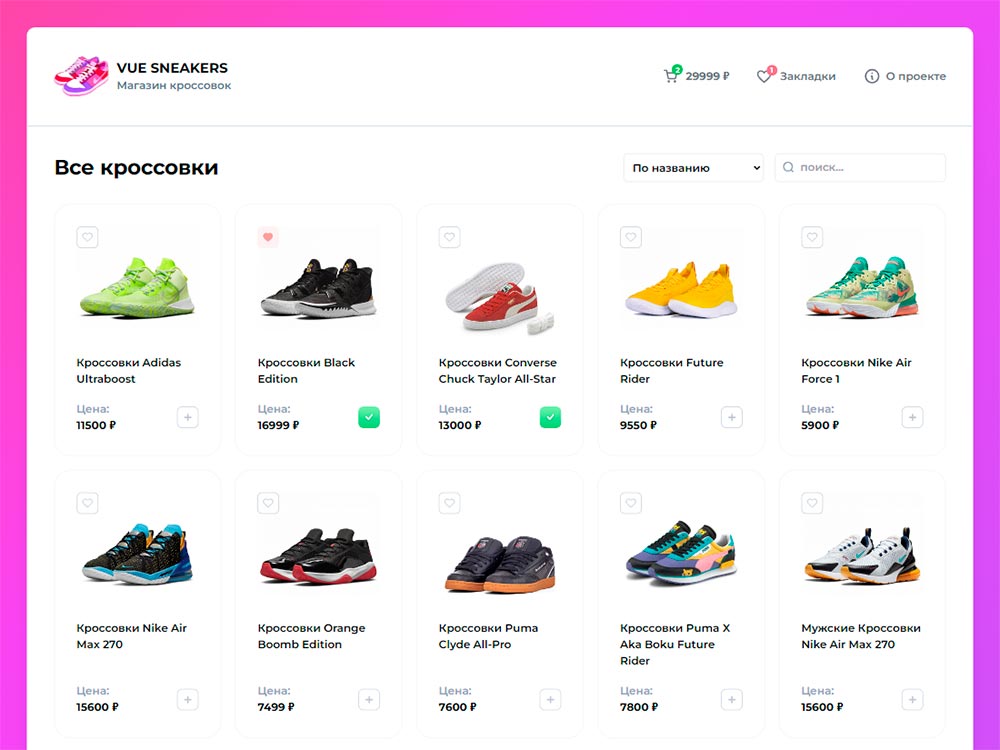 VUE SNEAKERS
Магазин кроссовок
2
29999 ₽
1
Закладки
О проекте
Все кроссовки
По названию
поиск...
Кроссовки Adidas
Ultraboost
Цена:
11500 ₽
Кроссовки Black
Edition
Цена:
16999 ₽
Кроссовки Converse
Chuck Taylor All-Star
Цена:
13000 ₽
Кроссовки Future
Rider
Цена:
9550 ₽
Кроссовки Nike Air
Force 1
Цена:
5900 ₽
Кроссовки Nike Air
Max 270
Цена:
15600 ₽
Кроссовки Orange
Boomb Edition
Цена:
7499 ₽
Кроссовки Puma
Clyde All-Pro
Цена:
7600 ₽
Кроссовки Puma X
Aka Boku Future
Rider
Цена:
7800 ₽
Мужские Кроссовки
Nike Air Max 270
Цена:
15600 ₽